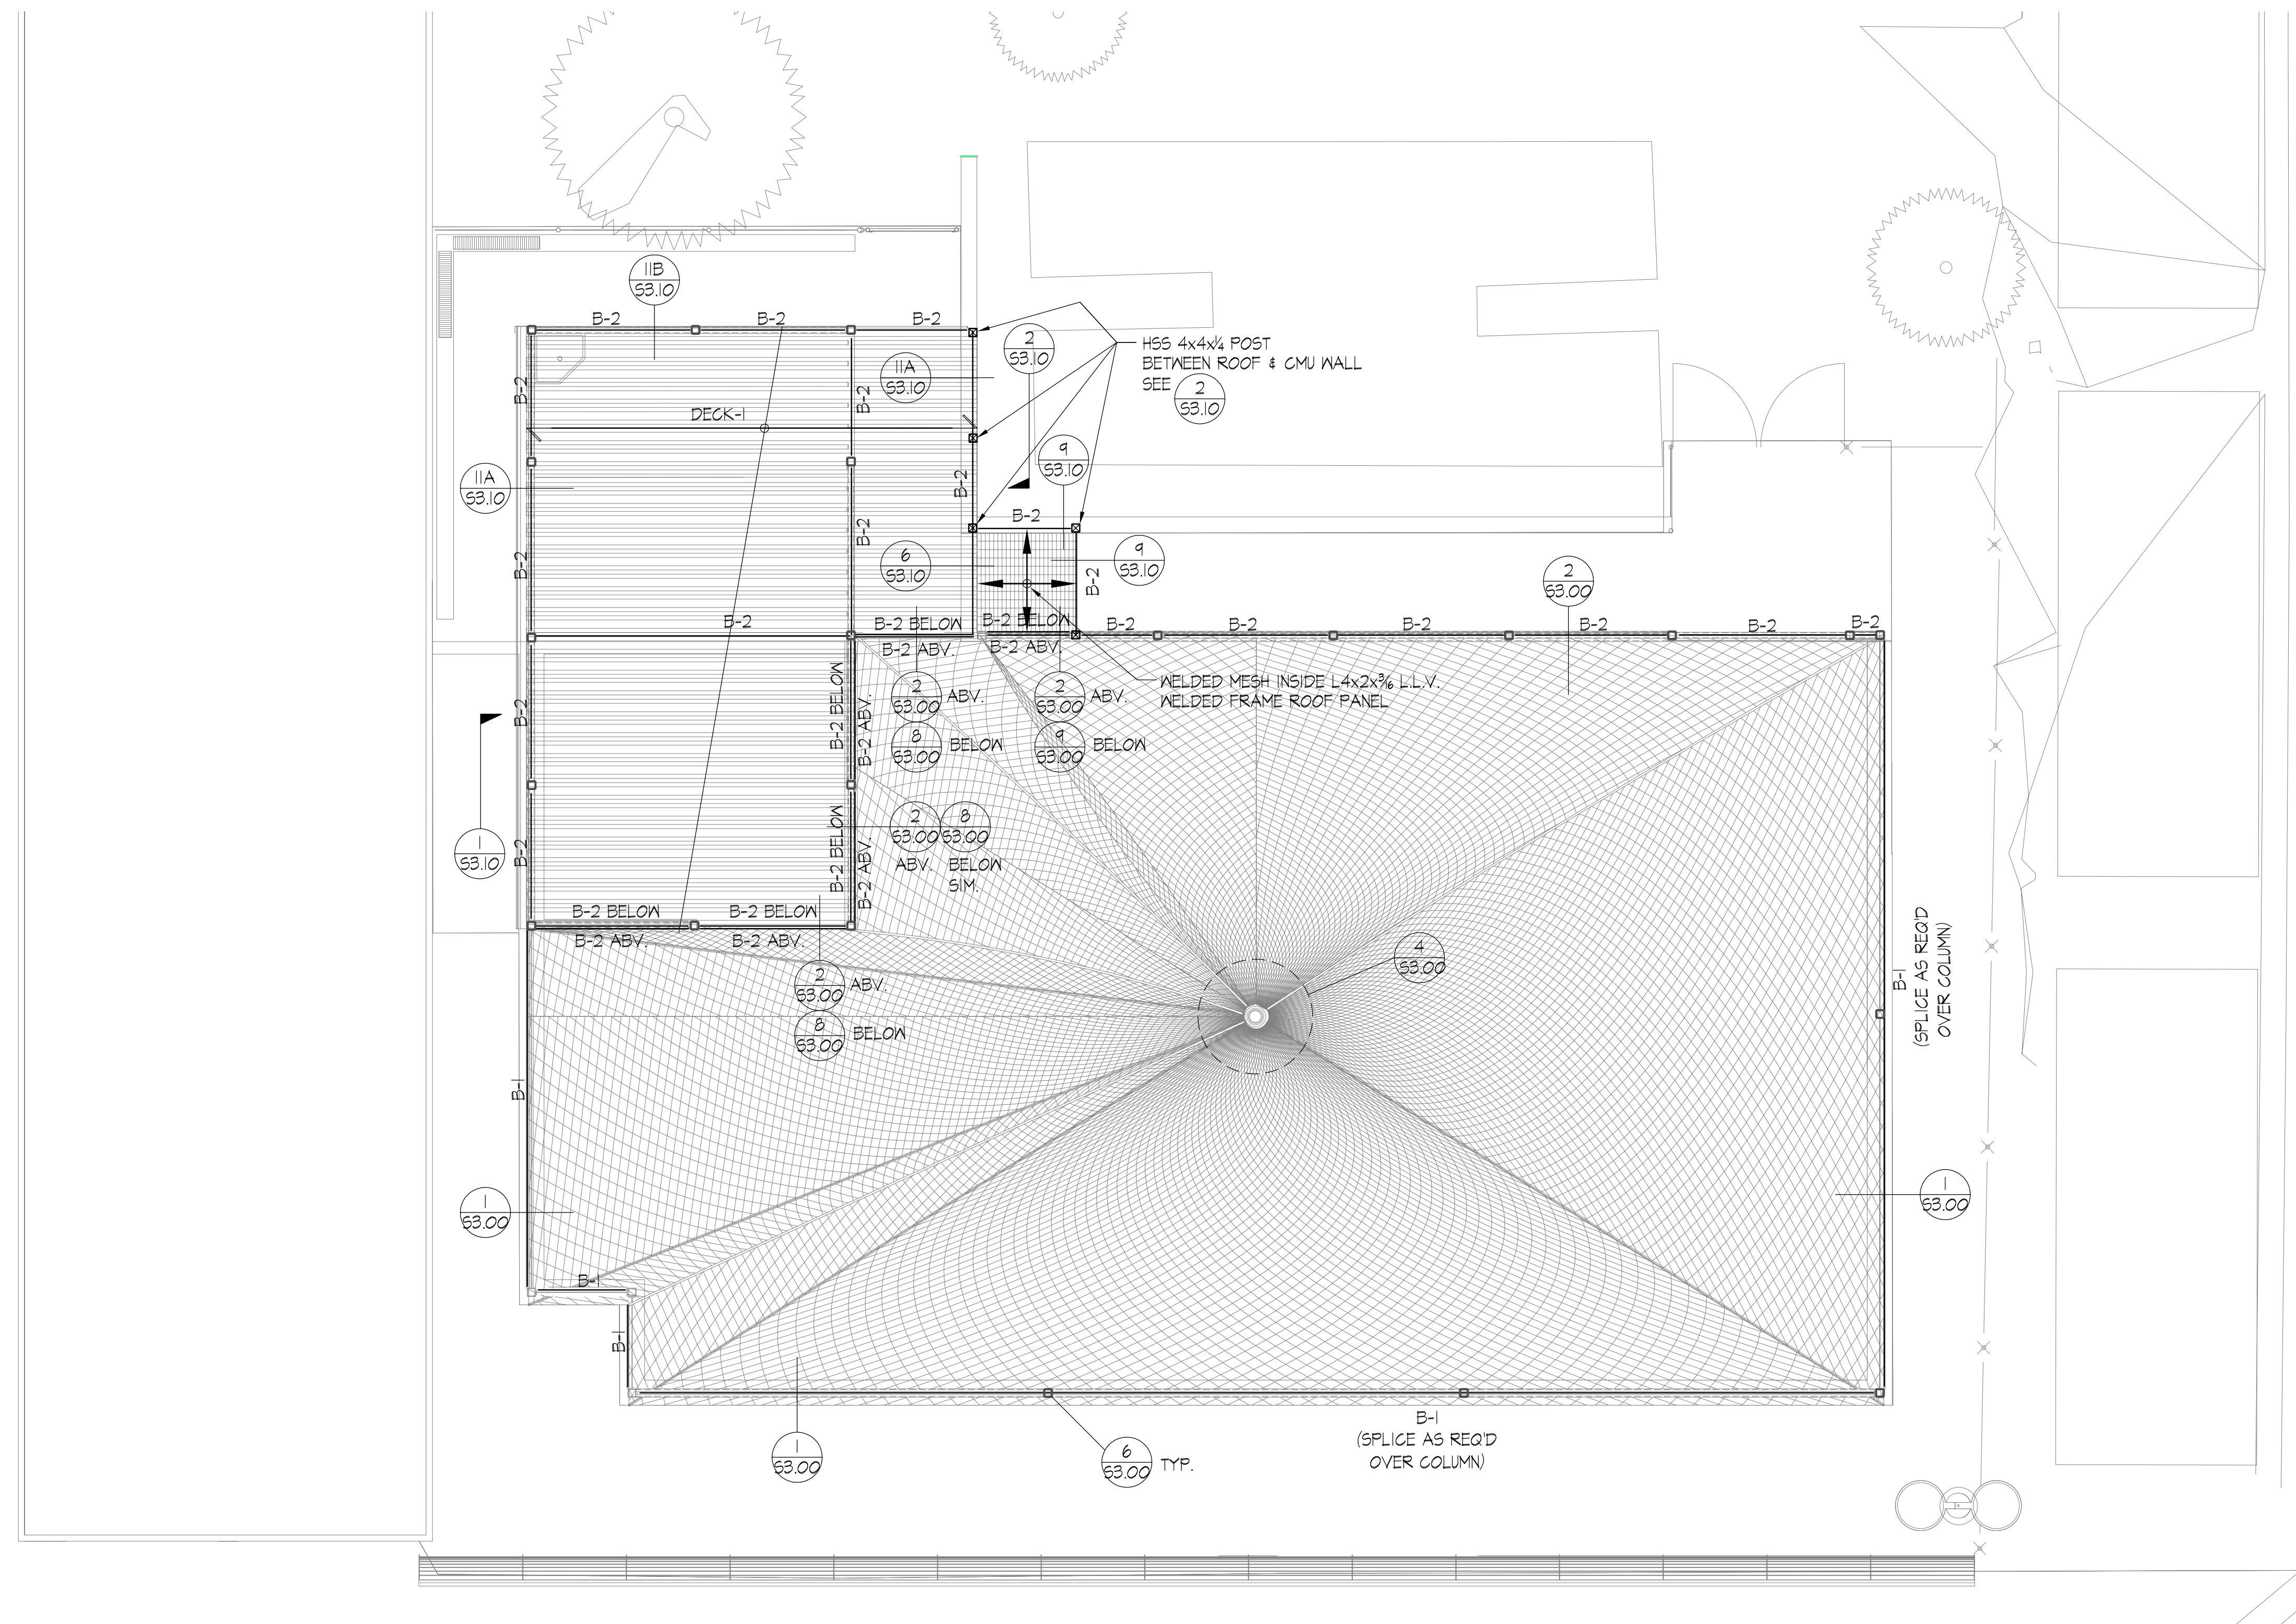 11B
S3.10
B-2
B-2
B-2
2
S3.10
HSS 4x4x¼ POST
BETWEEN ROOF & CMU WALL
SEE
2
S3.10
11A
S3.10
B-2
B-2
DECK-1
9
S3.10
11A
S3.10
B-2
B-2
B-2
B-2
6
S3.10
9
S3.10
B-2
2
S3.00
B-2
B-2 BELOW
B-2 BELOW
B-2
B-2
B-2
B-2
B-2
B-2
B-2 ABV.
B-2 ABV.
WELDED MESH INSIDE L4x2x3⁄16 L.L.V.
WELDED FRAME ROOF PANEL
2
S3.00
ABV.
2
S3.00
ABV.
8
S3.00
BELOW
9
S3.00
BELOW
B-2
B-2 BELOW
B-2 ABV.
1
S3.10
B-2
B-2 BELOW
B-2 ABV.
2
S3.00
8
S3.00
ABV.
BELOW
SIM.
B-2 BELOW
B-2 BELOW
B-2 ABV.
B-2 ABV.
2
S3.00
ABV.
8
S3.00
BELOW
4
S3.00
B-1
(SPLICE AS REQ'D
OVER COLUMN)
B-1
1
S3.00
1
S3.00
B-1
B-1
B-1
(SPLICE AS REQ'D
OVER COLUMN)
1
S3.00
6
S3.00
TYP.